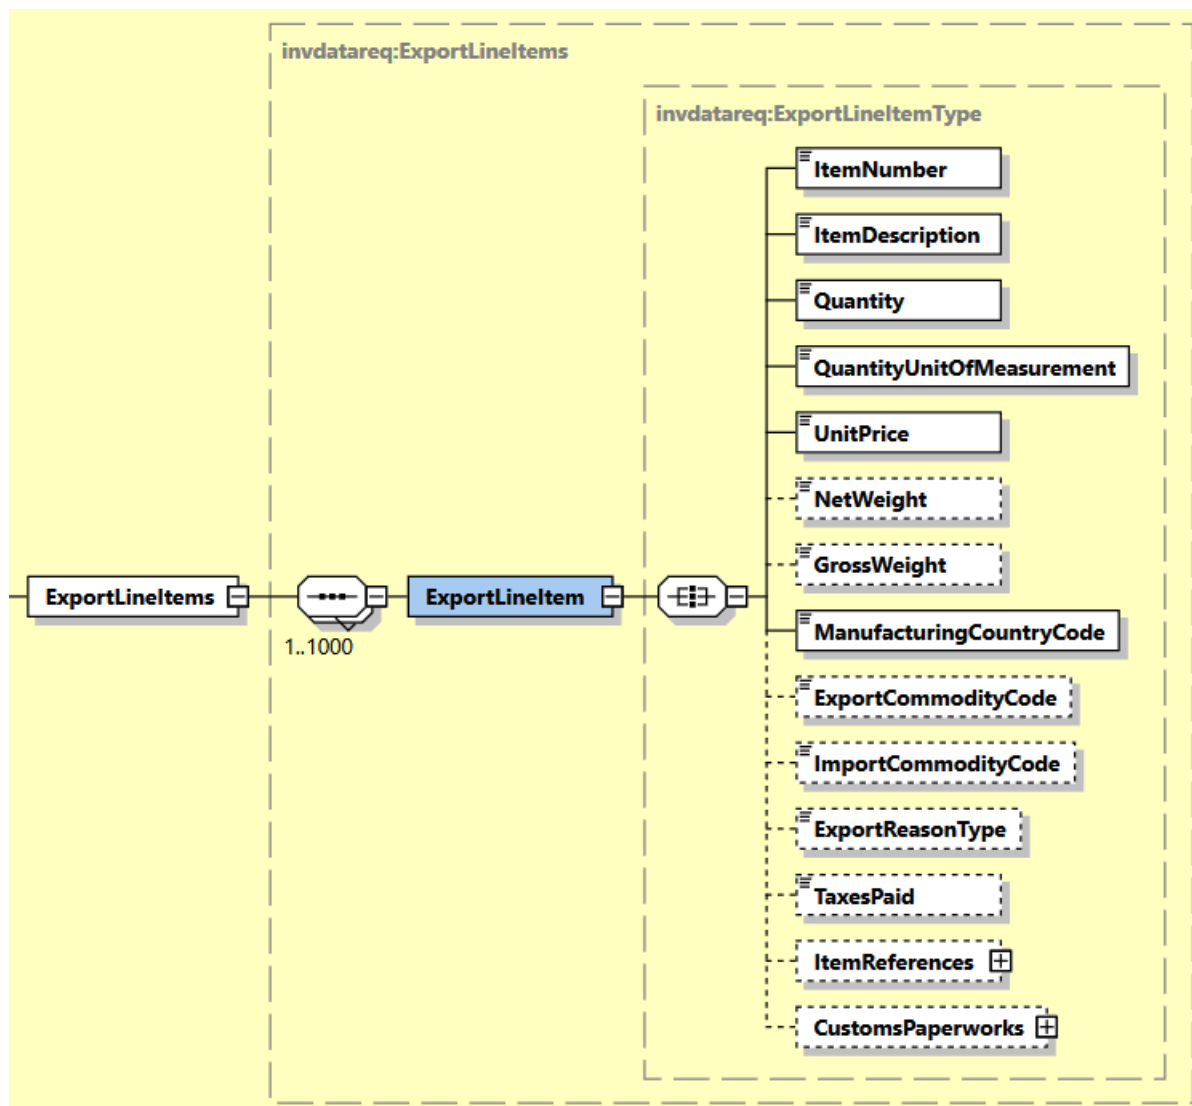 invdatareq:ExportLineItems
invdatareq:ExportLineItemType
ItemNumber
ItemDescription
Quantity
QuantityUnitOfMeasurement
UnitPrice
NetWeight
GrossWeight
ExportLineItems
ExportLineItem
1..1000
ManufacturingCountryCode
ExportCommodityCode
ImportCommodityCode
ExportReasonType
TaxesPaid
ItemReferences
CustomsPaperworks